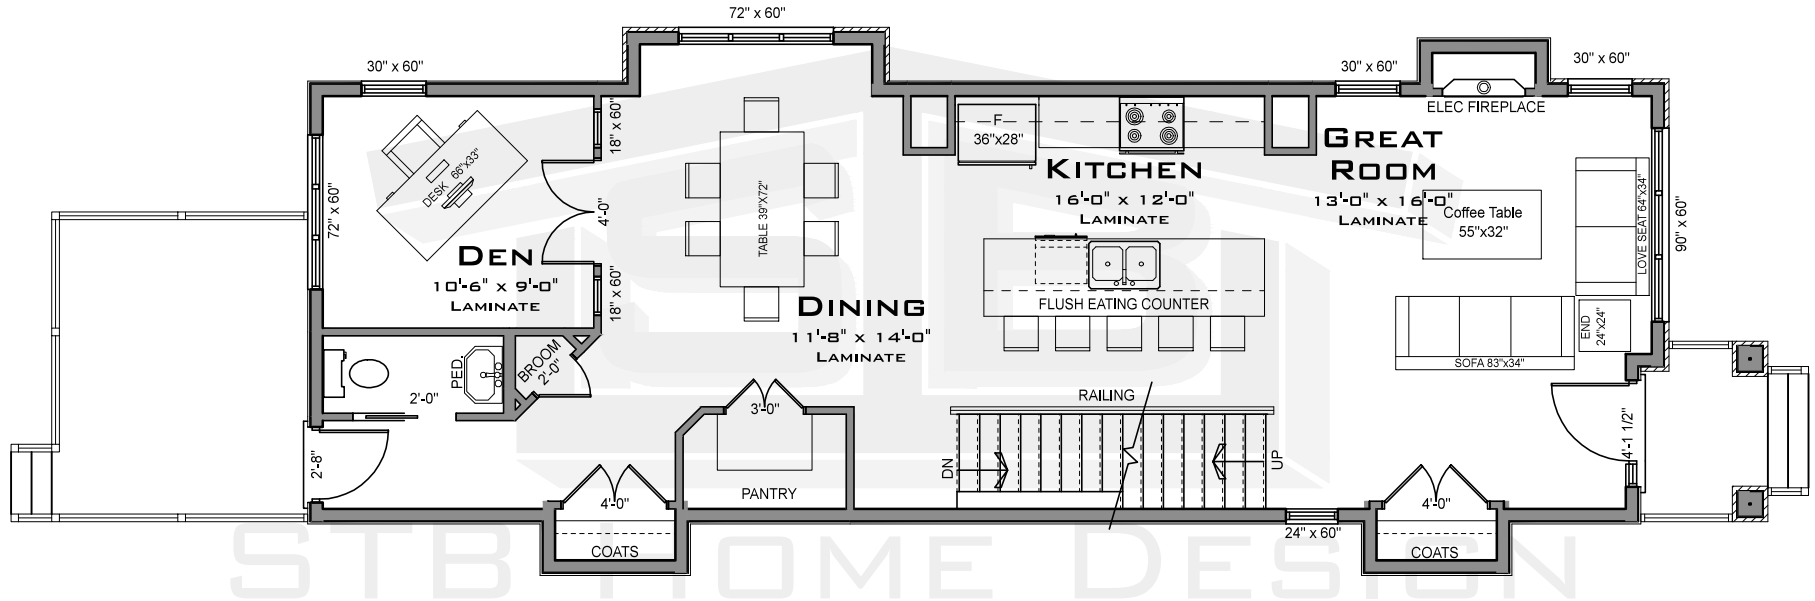 72" x 60"
30" x 60"
30" x 60"
30" x 60"
ELEC FIREPLACE
18" x 60"
F
36"x28"
GREAT
ROOM
13'-0" x 16'-0"
LAMINATE
KITCHEN
16'-0" x 12'-0"
LAMINATE
DESK 66"x33"
72" x 60"
4'-0"
TABLE 39"X72"
Coffee Table
55"x32"
LOVE SEAT 64"x34"
90" x 60"
DEN
10'-6" x 9'-0"
LAMINATE
18" x 60"
DINING
11'-8" x 14'-0"
LAMINATE
FLUSH EATING COUNTER
END
24"x24"
SOFA 83"x34"
PED.
BROOM
2'-0"
2'-0"
3'-0"
RAILING
4'-1 1/2"
2'-8"
DN
UP
PANTRY
4'-0"
4'-0"
24" x 60"
COATS
COATS
STB HOME DESIGN
STB